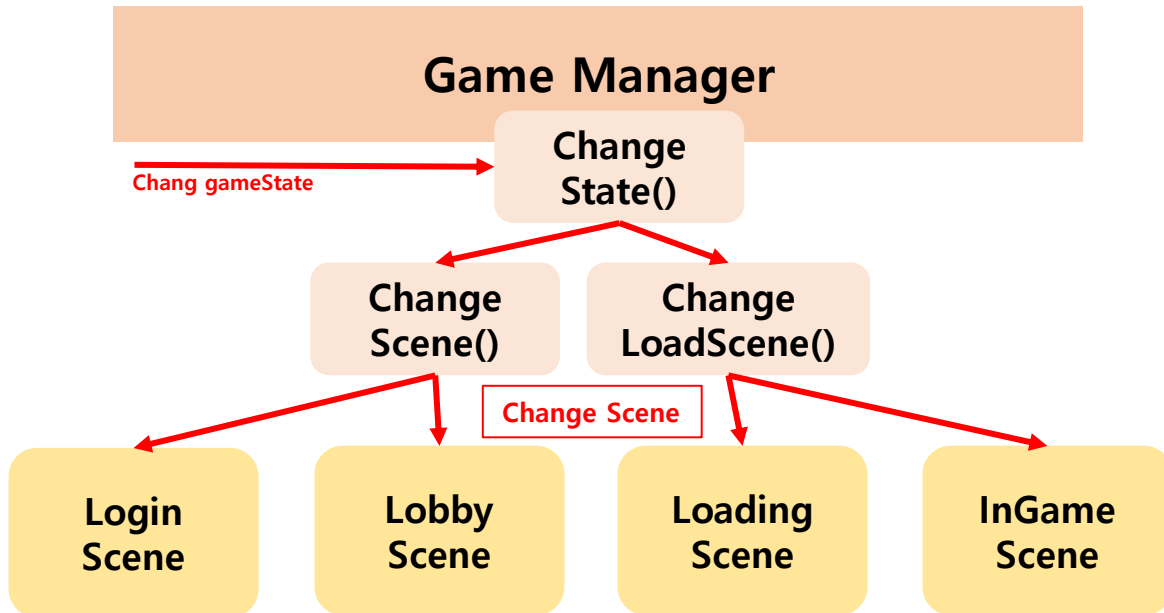 Game Manager
Change
State()
Chang gameState
Change
Scene()
Change
LoadScene()
Change Scene
Login
Scene
Lobby
Scene
Loading
Scene
InGame
Scene